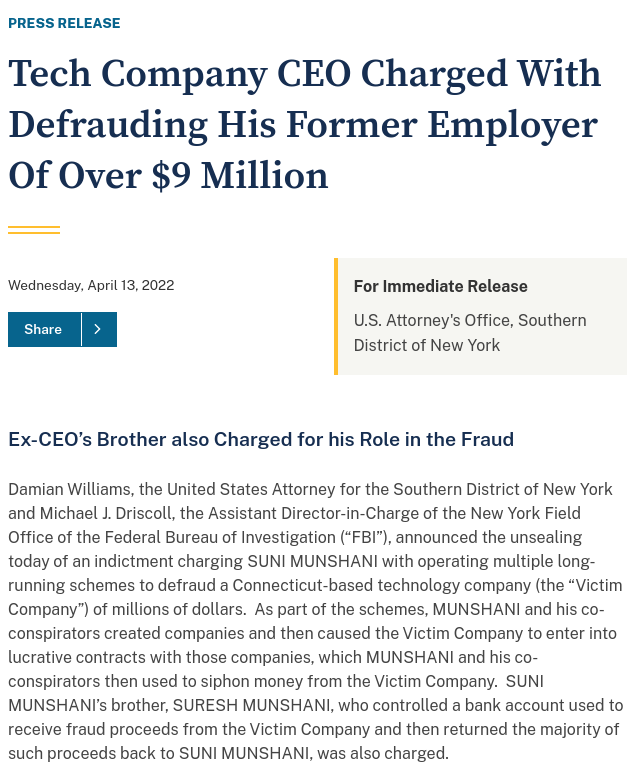 PRESS RELEASE
Tech Company CEO Charged With
Defrauding His Former Employer
Of Over $9 Million
Wednesday, April 13, 2022
Share
For Immediate Release
U.S. Attorney's Office, Southern
District of New York
Ex-CEO’s Brother also Charged for his Role in the Fraud
Damian Williams, the United States Attorney for the Southern District of New York
and Michael J. Driscoll, the Assistant Director-in-Charge of the New York Field
Office of the Federal Bureau of Investigation (“FBI”), announced the unsealing
today of an indictment charging SUNI MUNSHANI with operating multiple long-
running schemes to defraud a Connecticut-based technology company (the “Victim
Company”) of millions of dollars.  As part of the schemes, MUNSHANI and his co-
conspirators created companies and then caused the Victim Company to enter into
lucrative contracts with those companies, which MUNSHANI and his co-
conspirators then used to siphon money from the Victim Company.  SUNI
MUNSHANI’s brother, SURESH MUNSHANI, who controlled a bank account used to
receive fraud proceeds from the Victim Company and then returned the majority of
such proceeds back to SUNI MUNSHANI, was also charged.